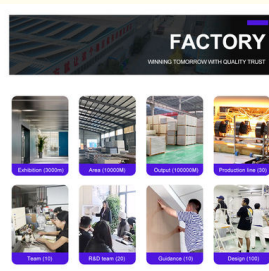 FACTORY
WINNING TOMORROW WITH QUALITY TRUST
Exhibition (3000m)
Area (10000M)
Output (100000M)
Production line (30)
Team (10)
R&D team (20)
Guidance (10)
Design (100)